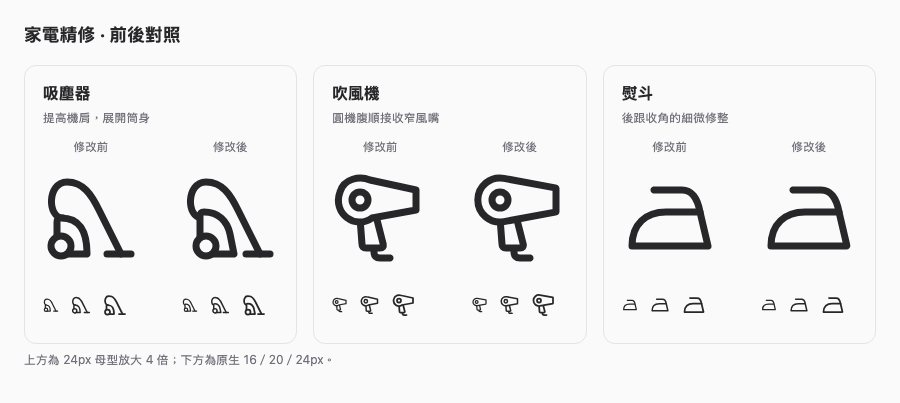 家電精修 · 前後對照
吸塵器
提高機肩，展開筒身
修改前
修改後
吹風機
圓機腹順接收窄風嘴
修改前
修改後
熨斗
後跟收角的細微修整
修改前
修改後
上方為 24px 母型放大 4 倍；下方為原生 16 / 20 / 24px。